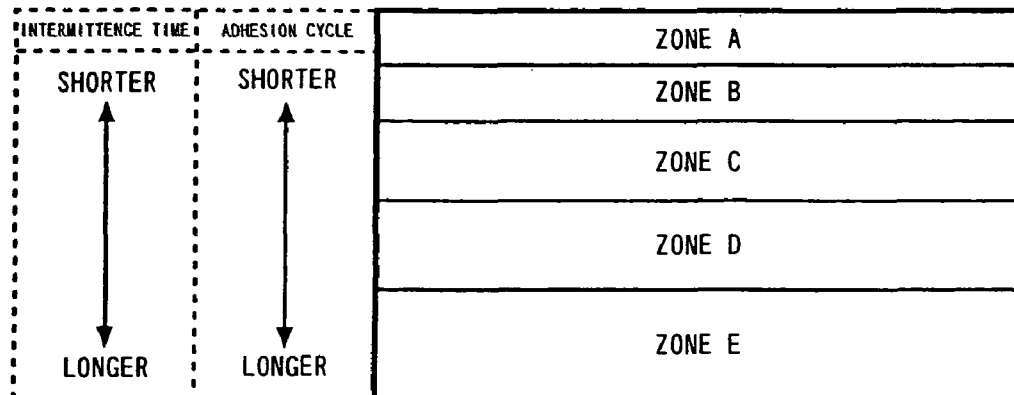 INTERMITTENCE TIME
ADHESION CYCLE
ZONE A
SHORTER
SHORTER
ZONE B
ZONE C
ZONE D
ZONE E
LONGER
LONGER